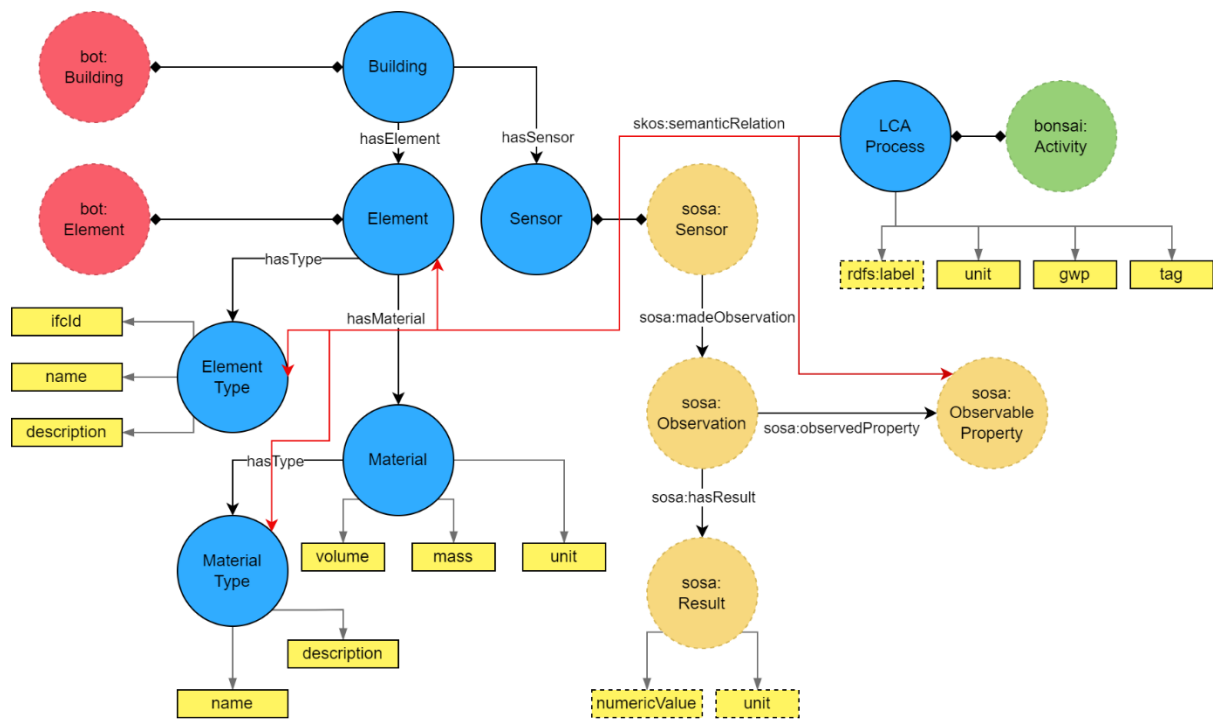 bot:
Building
Building
hasElement
hasSensor
skos:semanticRelation
LCA
Process
bonsai:
Activity
bot:
Element
Element
Sensor
sosa:
Sensor
rdfs:label
unit
gwp
tag
hasType
ifcId
name
description
Element
Type
hasMaterial
sosa:madeObservation
sosa:
Observation
sosa:observedProperty
sosa:
Observable
Property
hasType
Material
sosa:hasResult
Material
Type
volume
mass
unit
sosa:
Result
description
name
numericValue
unit